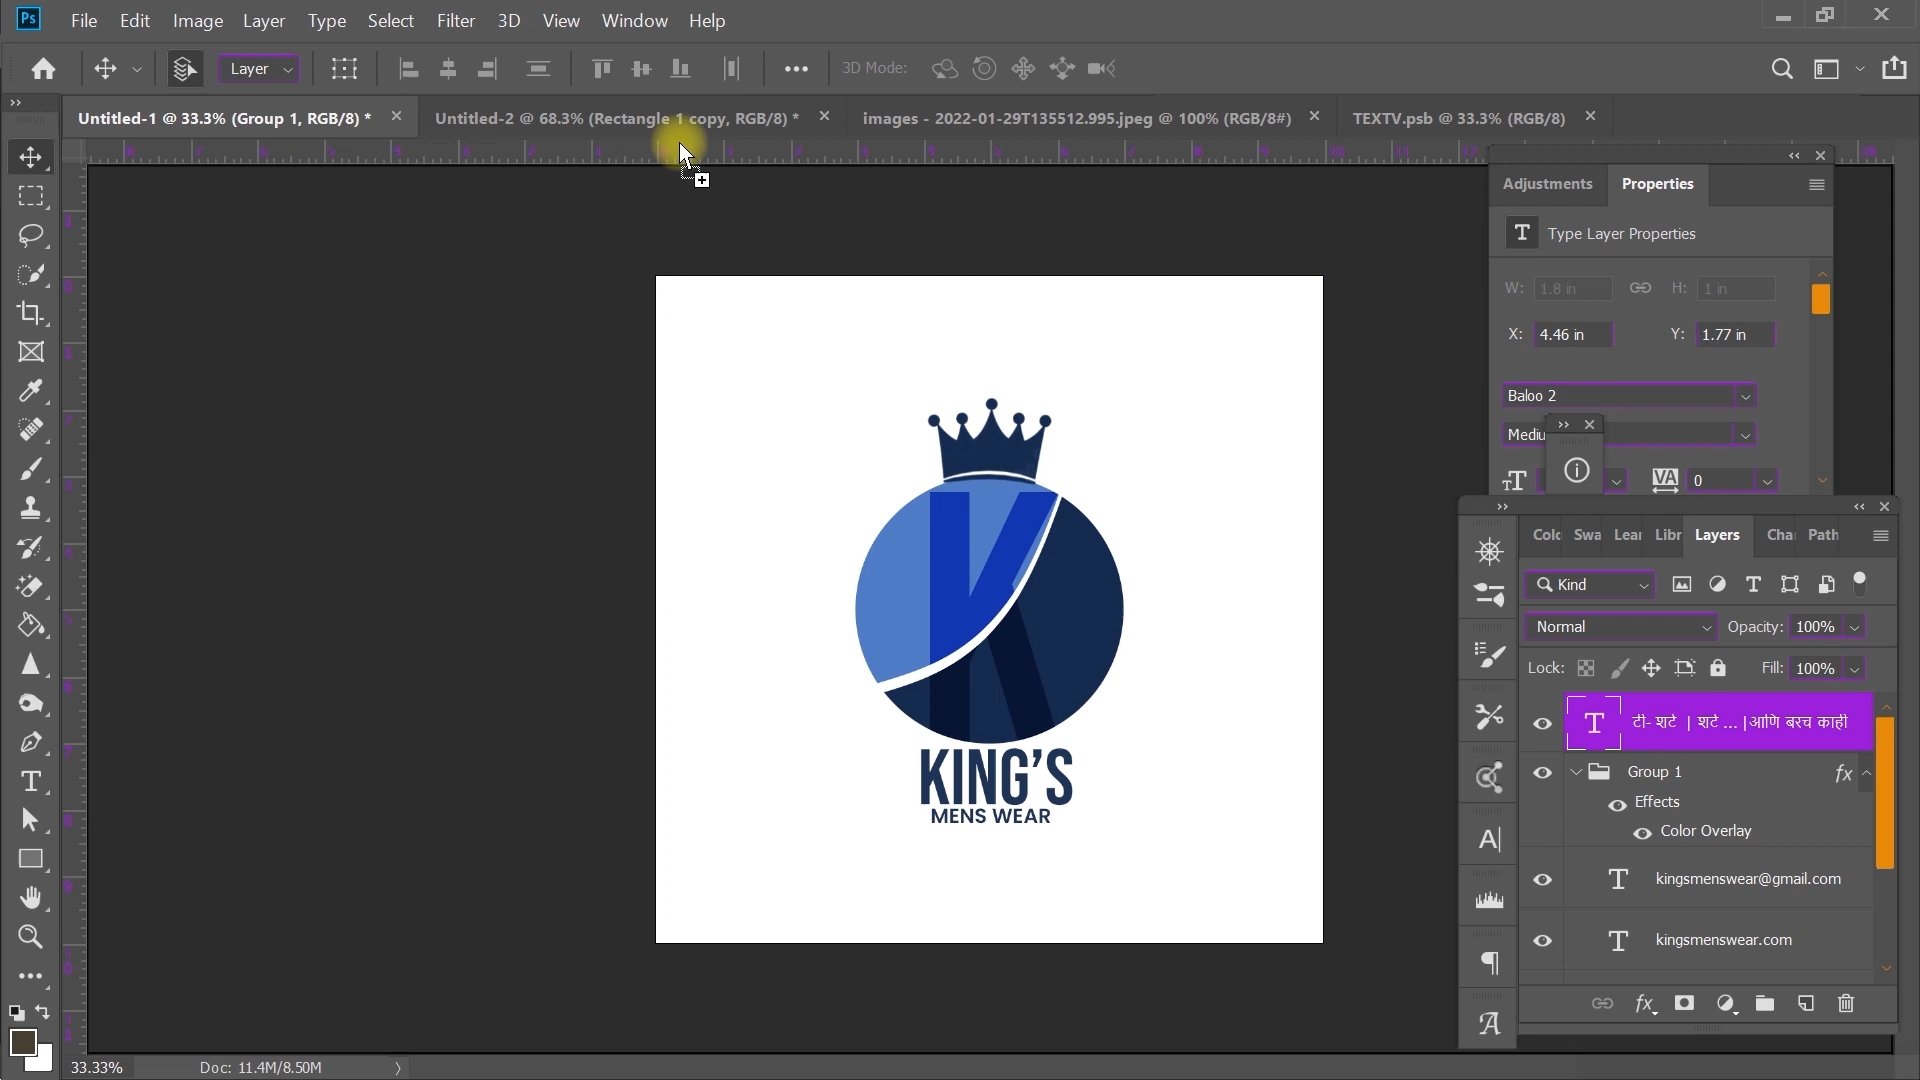 Ps File Edit Image Layer Type Select Filter 3D View Window Help
Layer 3D Mode:
Untitled-1 @ 33.3% (Group 1, RGB/8) * Untitled-2 @ 68.3% (Rectangle 1 copy, RGB/8) * images - 2022-01-29T135512.995.jpeg @ 100% (RGB/8#) TEXTV.psb @ 33.3% (RGB/8)
Adjustments Properties
T Type Layer Properties
W: 1.8 in H: 1 in
X: 4.46 in Y: 1.77 in
Baloo 2
Mediu
VA 0
Colc Swa Lear Libr Layers Cha Path
Kind
Normal Opacity: 100%
Lock: Fill: 100%
टी- शर्ट | शर्ट ... |आणि बरच काही
Group 1 fx
Effects
Color Overlay
kingsmenswear@gmail.com
kingsmenswear.com
K
KING'S
MENS WEAR
33.33% Doc: 11.4M/8.50M